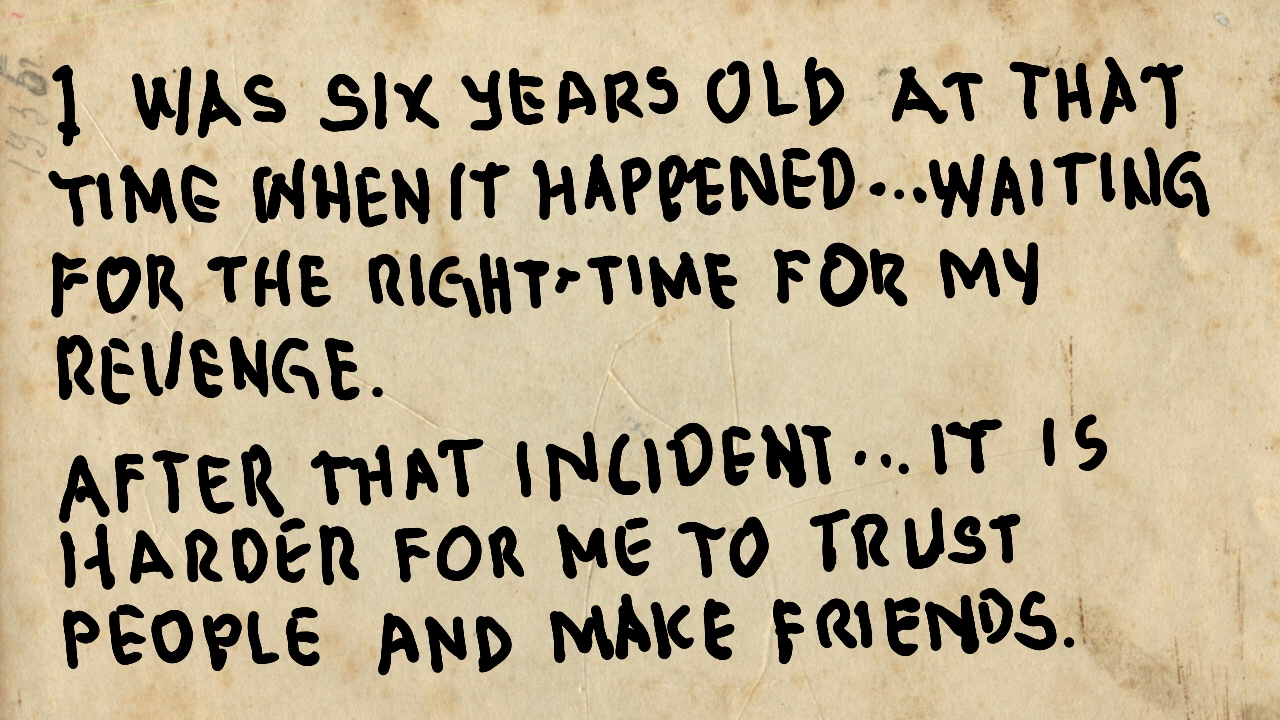 I WAS SIX YEARS OLD AT THAT
TIME WHEN IT HAPPENED...WAITING
FOR THE RIGHT-TIME FOR MY
REVENGE.
AFTER THAT INCIDENT...IT IS
HARDER FOR ME TO TRUST
PEOPLE AND MAKE FRIENDS.